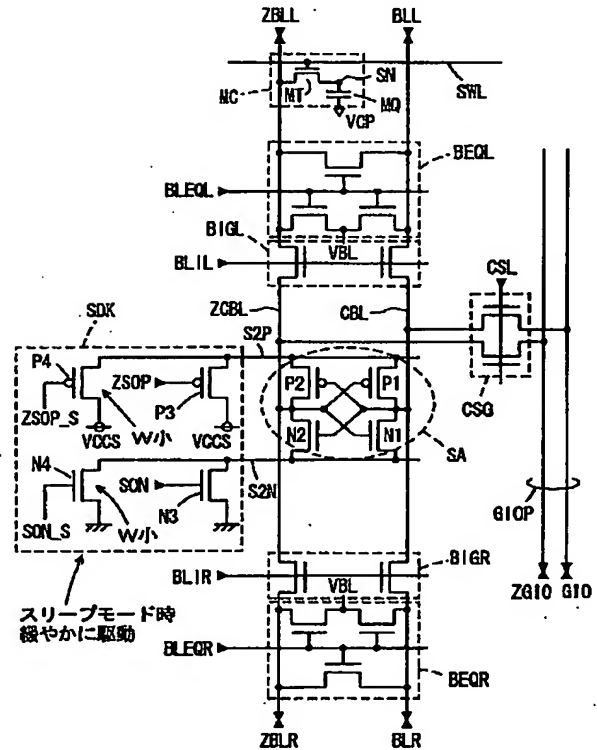 ZBLL BLL
SN
MC MT MQ SWL
VCP
BEQL
BLEQL
BIGL
VBL
BLIL
CSL
ZCBL CBL
SDK
S2P
P4
ZSOP P2 P1
P3
ZSOP_S
CSG
W小
VCCS VCCS
N2 N1
SA
N4
SON
S2N
N3
SON_S
W小
GIOP
BIGR
BLIR
VBL
ZGIO GIO
スリープモード時
緩やかに駆動
BLEQR
BEQR
ZBLR BLR